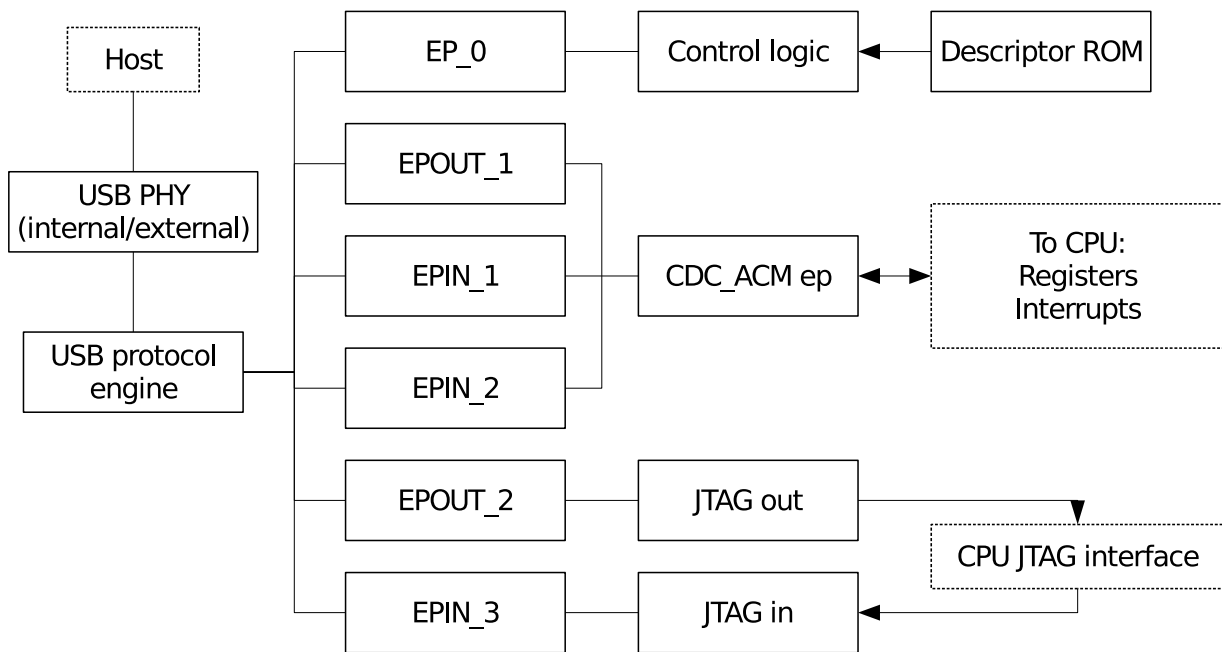 Host
EP_0
Control logic
Descriptor ROM
EPOUT_1
USB PHY
(internal/external)
EPIN_1
CDC_ACM ep
To CPU:
Registers
Interrupts
USB protocol
engine
EPIN_2
EPOUT_2
JTAG out
CPU JTAG interface
EPIN_3
JTAG in